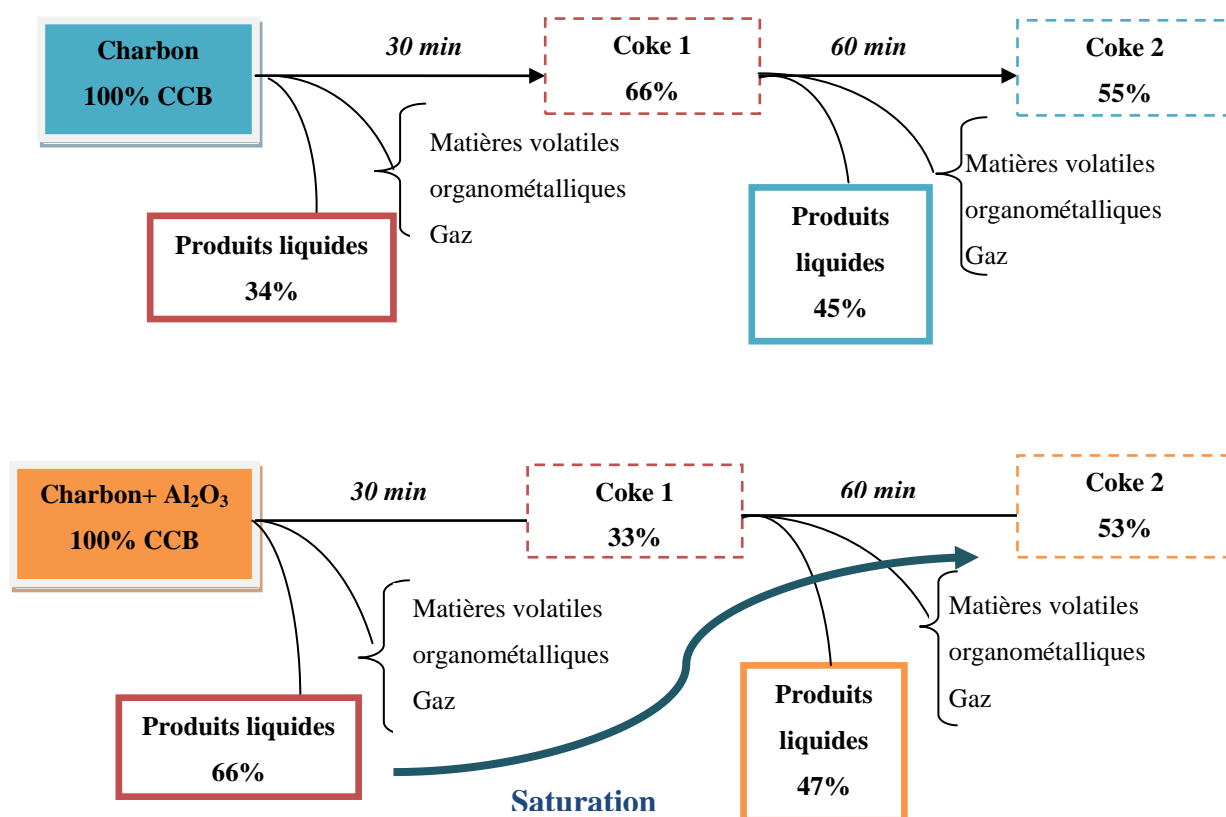 Charbon
100% CCB
30 min
Coke 1
66%
60 min
Coke 2
55%
Matières volatiles
organométalliques
Gaz
Produits liquides
34%
Matières volatiles
organométalliques
Gaz
Produits
liquides
45%
Charbon+ Al₂O₃
100% CCB
30 min
Coke 1
33%
60 min
Coke 2
53%
Matières volatiles
organométalliques
Gaz
Produits liquides
66%
Matières volatiles
organométalliques
Gaz
Produits
liquides
47%
Saturation